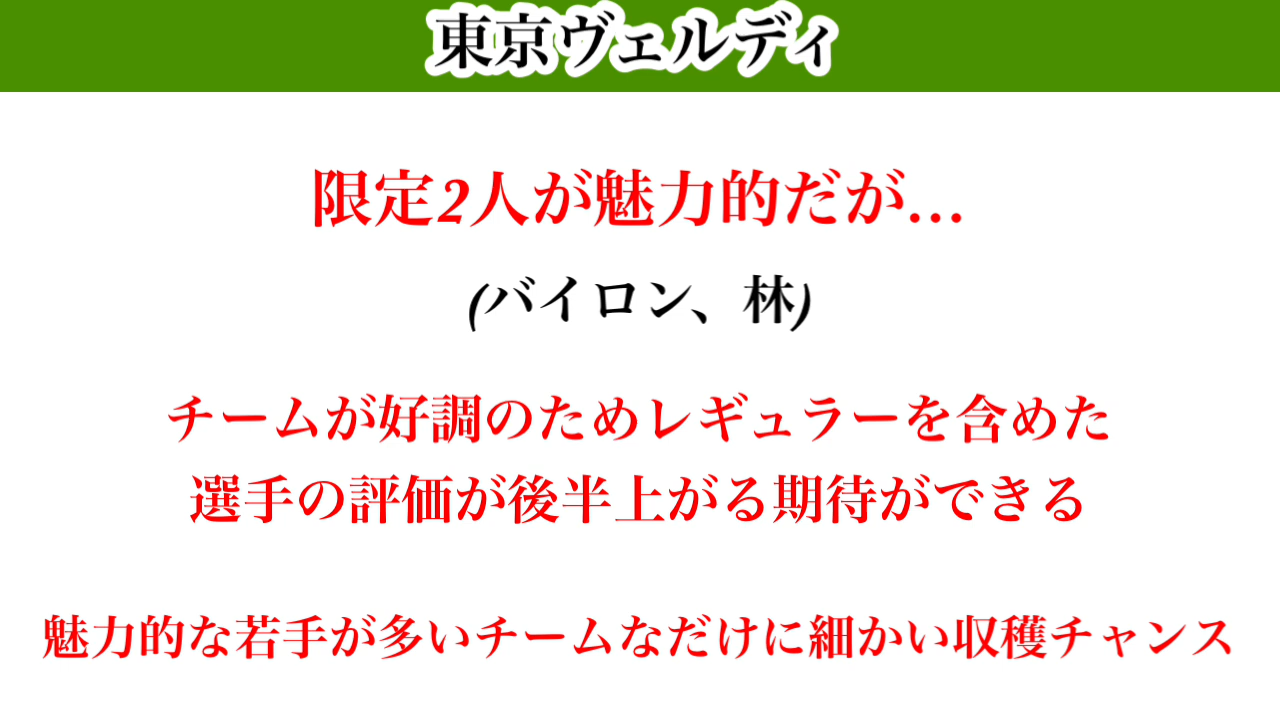 東京ヴェルディ
限定2人が魅力的だが…
(バイロン、林)
チームが好調のためレギュラーを含めた
選手の評価が後半上がる期待ができる
魅力的な若手が多いチームなだけに細かい収穫チャンス